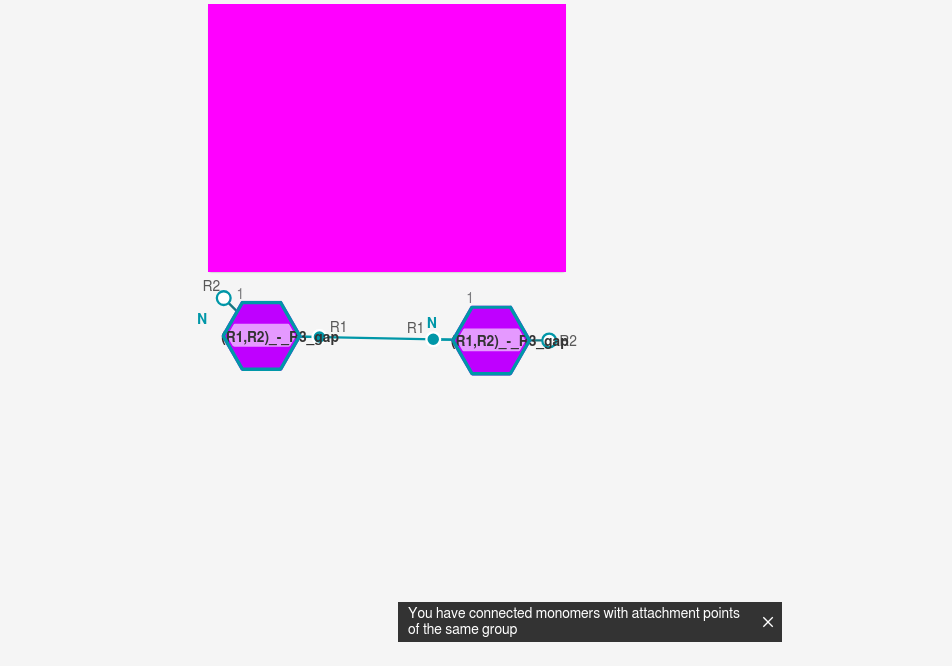 R2
1
N
(R1,R2)_-_R3_gap
R1
R1
N
1
(R1,R2)_-_R3_gap
R2
You have connected monomers with attachment points
of the same group